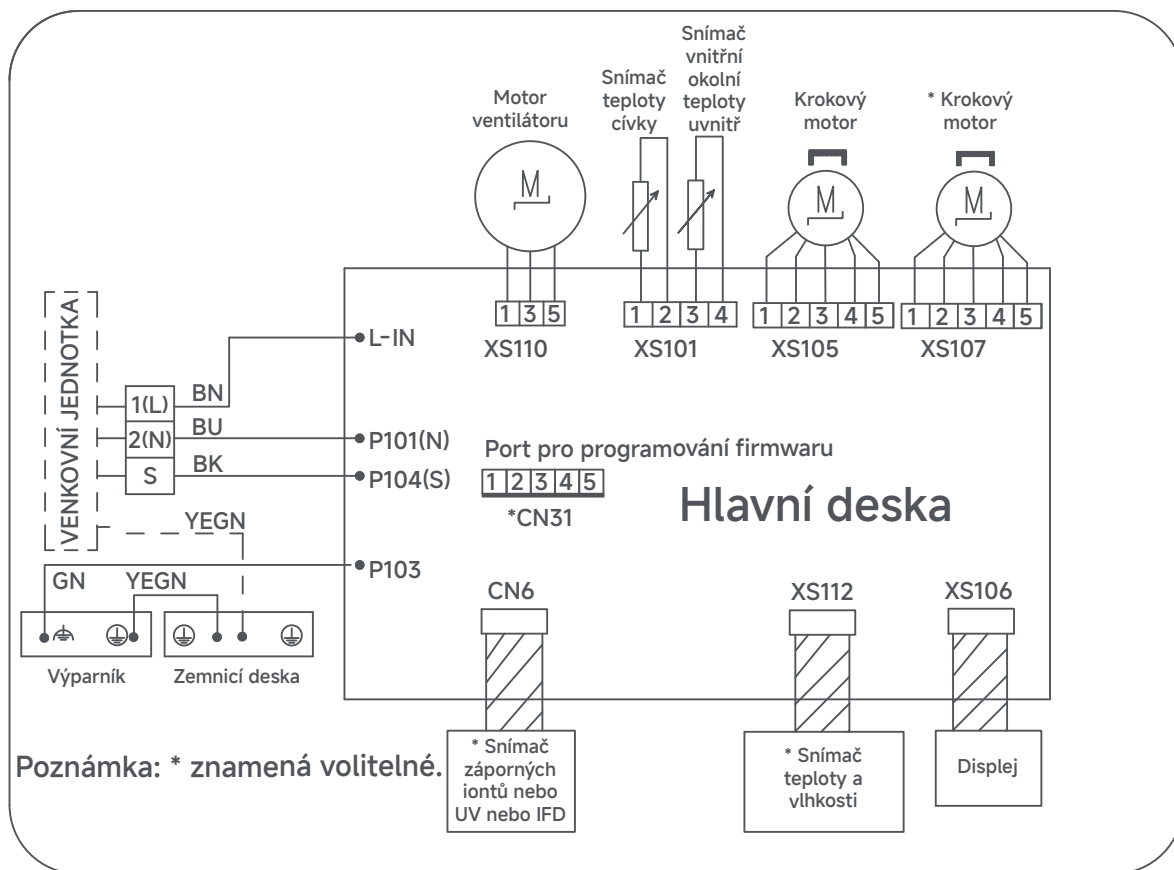 Motor
ventilátoru
Snímač
teploty
cívky
Snímač
vnitřní
okolní
teploty
uvnitř
Krokový
motor
* Krokový
motor
M
M
M
1 3 5
XS110
1 2 3 4
XS101
1 2 3 4 5
XS105
1 2 3 4 5
XS107
VENKOVNÍ JEDNOTKA
1(L)
BN
L-IN
2(N)
BU
P101(N)
S
BK
P104(S)
YEGN
GN
YEGN
P103
Výparník
Zemnicí deska
Port pro programování firmwaru
1 2 3 4 5
*CN31
Hlavní deska
CN6
XS112
XS106
* Snímač
záporných
iontů nebo
UV nebo IFD
* Snímač
teploty a
vlhkosti
Displej
Poznámka: * znamená volitelné.